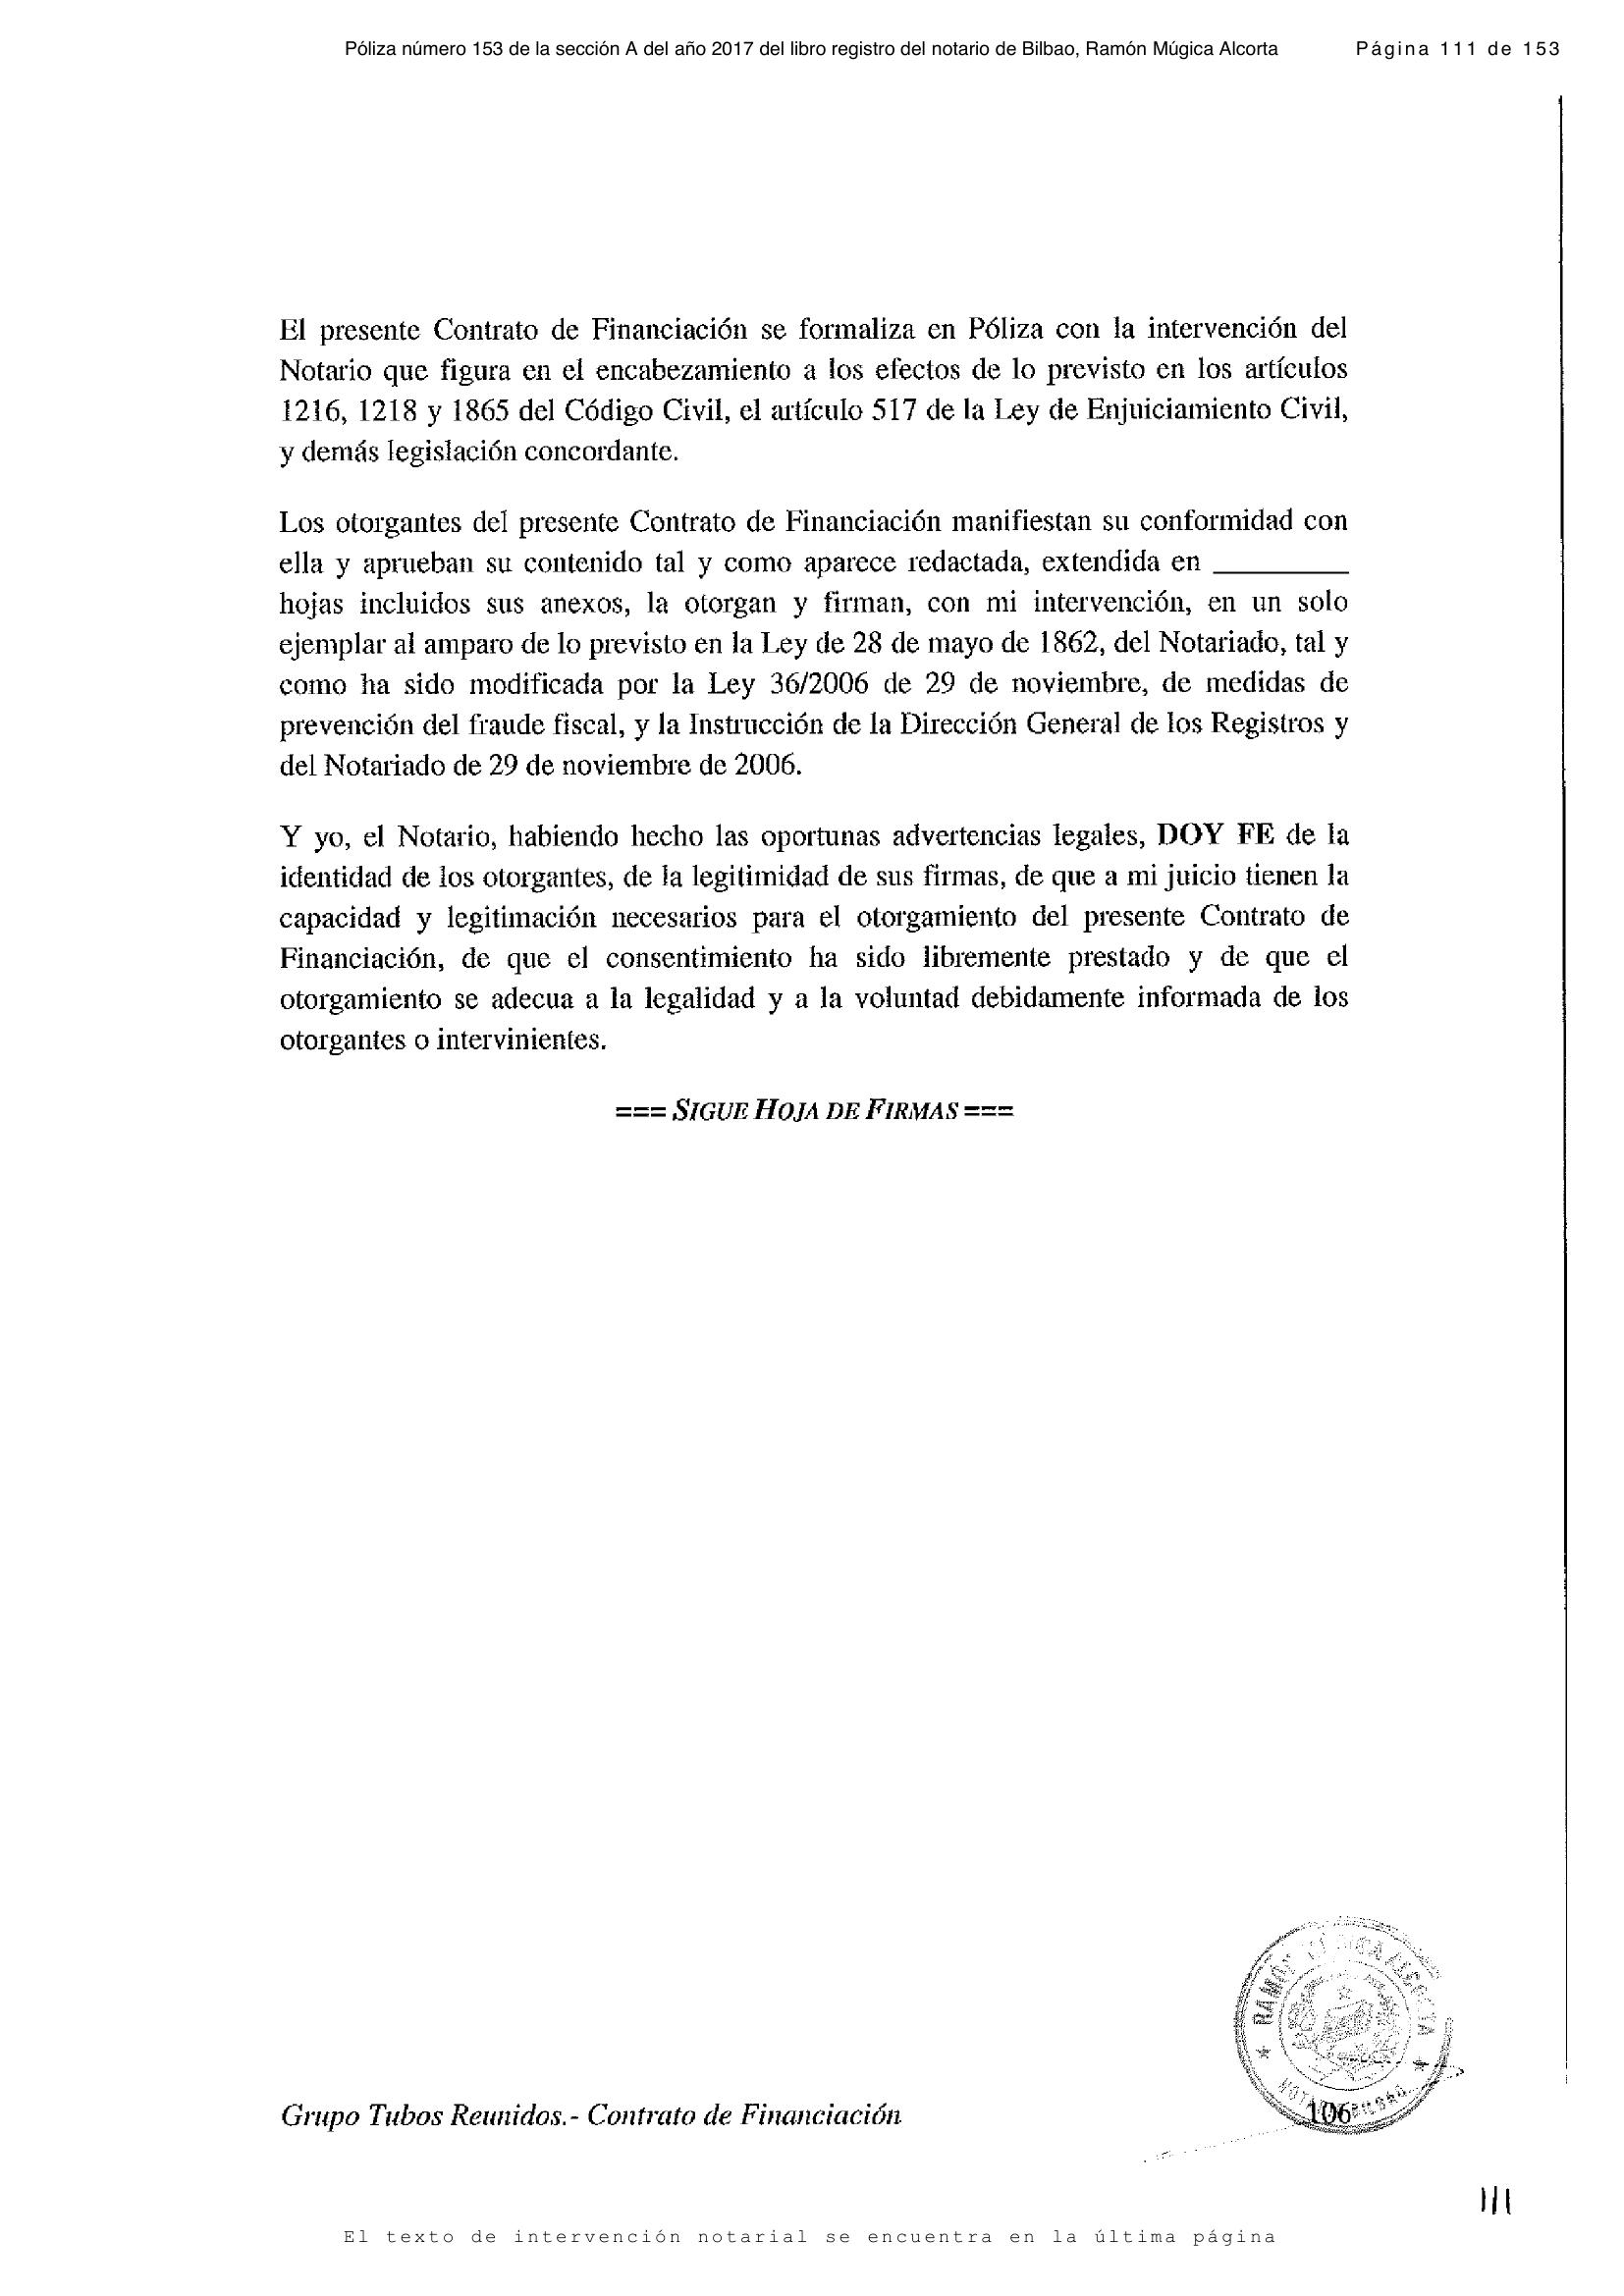 Póliza número 153 de la sección A del año 2017 del libro registro del notario de Bilbao, Ramón Múgica Alcorta Página 111 de 153
El presente Contrato de Financiación se formaliza en Póliza con la intervención del
Notario que figura en el encabezamiento a los efectos de lo previsto en los artículos
1216, 1218 y 1865 del Código Civil, el artículo 517 de la Ley de Enjuiciamiento Civil,
y demás legislación concordante.
Los otorgantes del presente Contrato de Financiación manifiestan su conformidad con
ella y aprueban su contenido tal y como aparece redactada, extendida en __________
hojas incluidos sus anexos, la otorgan y firman, con mi intervención, en un solo
ejemplar al amparo de lo previsto en la Ley de 28 de mayo de 1862, del Notariado, tal y
como ha sido modificada por la Ley 36/2006 de 29 de noviembre, de medidas de
prevención del fraude fiscal, y la Instrucción de la Dirección General de los Registros y
del Notariado de 29 de noviembre de 2006.
Y yo, el Notario, habiendo hecho las oportunas advertencias legales, DOY FE de la
identidad de los otorgantes, de la legitimidad de sus firmas, de que a mi juicio tienen la
capacidad y legitimación necesarios para el otorgamiento del presente Contrato de
Financiación, de que el consentimiento ha sido libremente prestado y de que el
otorgamiento se adecua a la legalidad y a la voluntad debidamente informada de los
otorgantes o intervinientes.
=== SIGUE HOJA DE FIRMAS ===
RAMÓN MÚGICA ALCORTA
Grupo Tubos Reunidos.- Contrato de Financiación
106
111
El texto de intervención notarial se encuentra en la última página